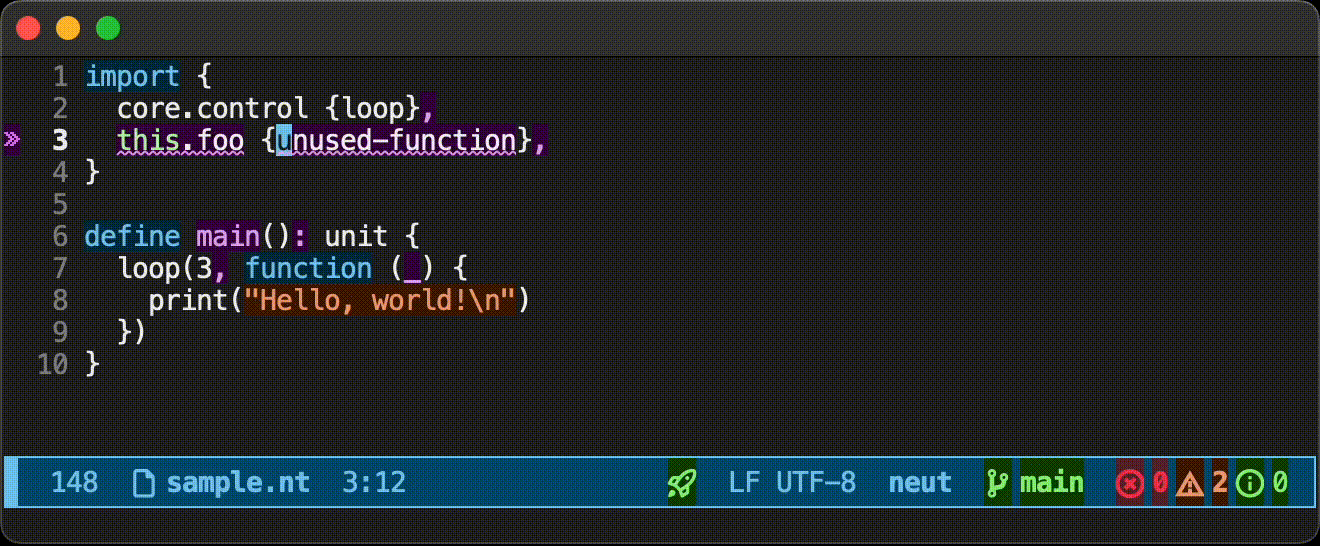 1 import {
2   core.control {loop},
» 3   this.foo {unused-function},
4 }
5
6 define main(): unit {
7   loop(3, function (_) {
8     print("Hello, world!\n")
9   })
10 }
148 sample.nt 3:12 LF UTF-8 neut main 0 2 0